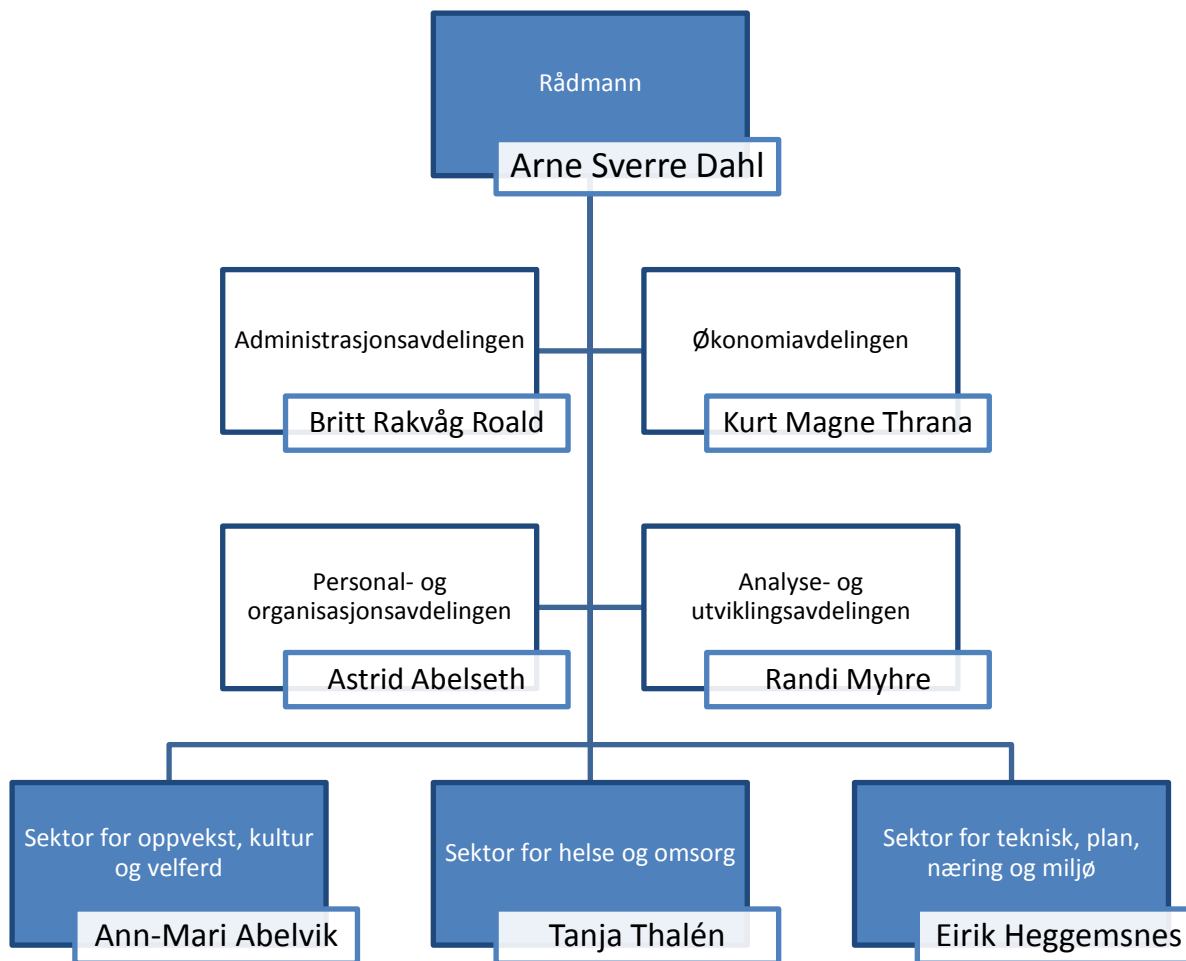 Rådmann
Arne Sverre Dahl
Administrasjonsavdelingen
Britt Rakvåg Roald
Økonomiavdelingen
Kurt Magne Thrana
Personal- og
organisasjonsavdelingen
Astrid Abelseth
Analyse- og
utviklingsavdelingen
Randi Myhre
Sektor for oppvekst, kultur
og velferd
Ann-Mari Abelvik
Sektor for helse og omsorg
Tanja Thalén
Sektor for teknisk, plan,
næring og miljø
Eirik Heggemsnes